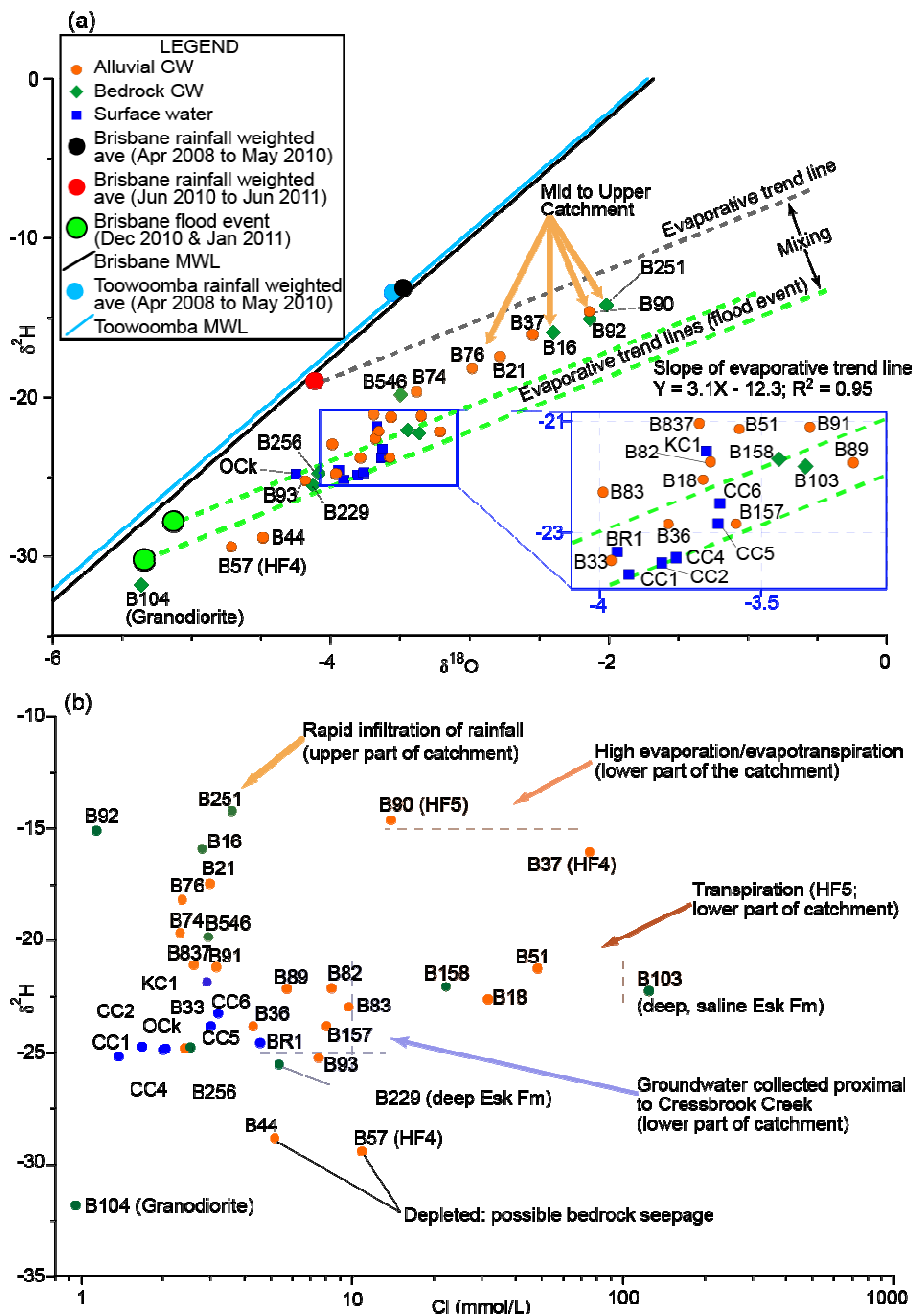 (a)
LEGEND
Alluvial GW
Bedrock GW
Surface water
Brisbane rainfall weighted
ave (Apr 2008 to May 2010)
Brisbane rainfall weighted
ave (Jun 2010 to Jun 2011)
Brisbane flood event
(Dec 2010 & Jan 2011)
Brisbane MWL
Toowoomba rainfall weighted
ave (Apr 2008 to May 2010)
Toowoomba MWL
0
-10
-20
-30
δ²H
-6
-4
-2
0
δ¹⁸O
Mid to Upper
Catchment
Evaporative trend line
Mixing
B251
B90
B92
B37
B16
B76
B21
Evaporative trend lines (flood event)
B546
B74
B256
OCk
B93
B229
B44
B57 (HF4)
B104
(Granodiorite)
Slope of evaporative trend line
Y = 3.1X - 12.3; R² = 0.95
-21
-23
-4
-3.5
B837
B51
B91
KC1
B82
B158
B89
B18
B103
B83
CC6
B36
B157
BR1
CC4
CC5
B33
CC1
CC2
(b)
-10
-15
-20
-25
-30
-35
δ²H
1
10
100
1000
Cl (mmol/L)
Rapid infiltration of rainfall
(upper part of catchment)
High evaporation/evapotranspiration
(lower part of the catchment)
B92
B251
B90 (HF5)
B16
B37 (HF4)
B21
B76
Transpiration (HF5;
lower part of catchment)
B74
B546
B837
B91
B51
KC1
B89
B82
B158
B103
(deep, saline Esk Fm)
B18
CC2
B33
CC6
B36
B83
CC1
OCk
CC5
BR1
B157
B93
CC4
B256
B229 (deep Esk Fm)
Groundwater collected proximal
to Cressbrook Creek
(lower part of catchment)
B44
B57 (HF4)
B104 (Granodiorite)
Depleted: possible bedrock seepage